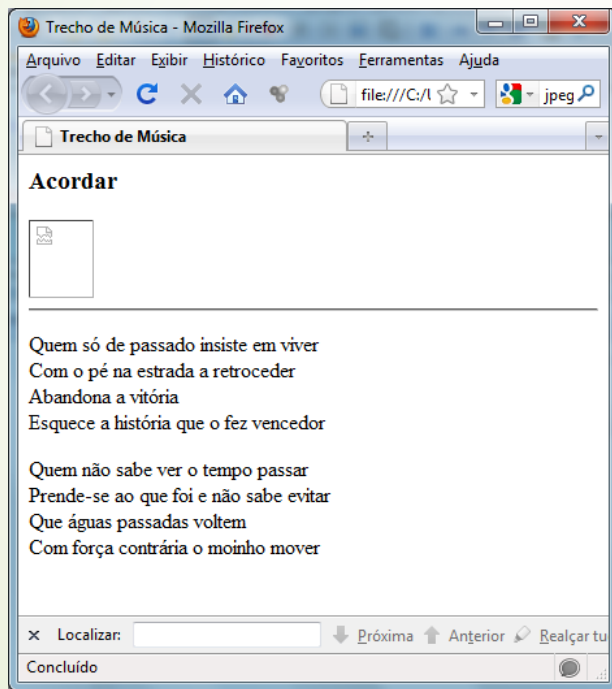 Trecho de Música - Mozilla Firefox
Arquivo Editar Exibir Histórico Favoritos Ferramentas Ajuda
file:///C:/l jpeg
Trecho de Música
Acordar
Quem só de passado insiste em viver
Com o pé na estrada a retroceder
Abandona a vitória
Esquece a história que o fez vencedor
Quem não sabe ver o tempo passar
Prende-se ao que foi e não sabe evitar
Que águas passadas voltem
Com força contrária o moinho mover
× Localizar: Próxima Anterior Realçar tu
Concluído